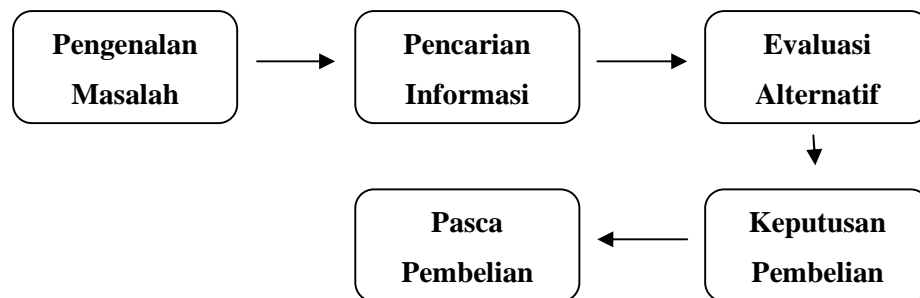 Pengenalan
Masalah
Pencarian
Informasi
Evaluasi
Alternatif
Pasca
Pembelian
Keputusan
Pembelian